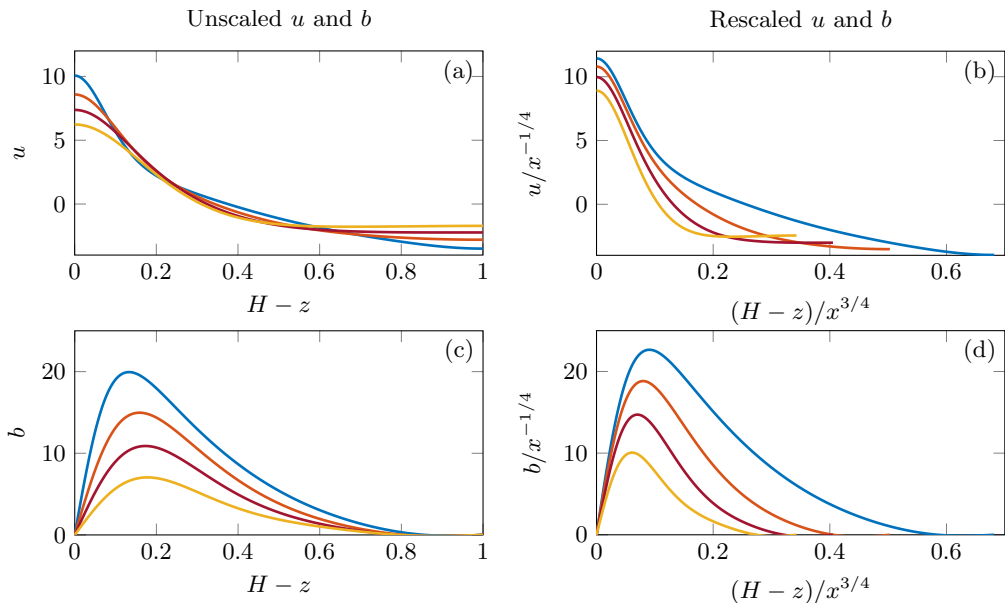 Unscaled u and b
Rescaled u and b
(a)
10
5
0
u
0
0.2
0.4
0.6
0.8
1
H − z
(b)
10
5
0
u/x^{−1/4}
0
0.2
0.4
0.6
(H − z)/x^{3/4}
(c)
20
10
0
b
0
0.2
0.4
0.6
0.8
1
H − z
(d)
20
10
0
b/x^{−1/4}
0
0.2
0.4
0.6
(H − z)/x^{3/4}